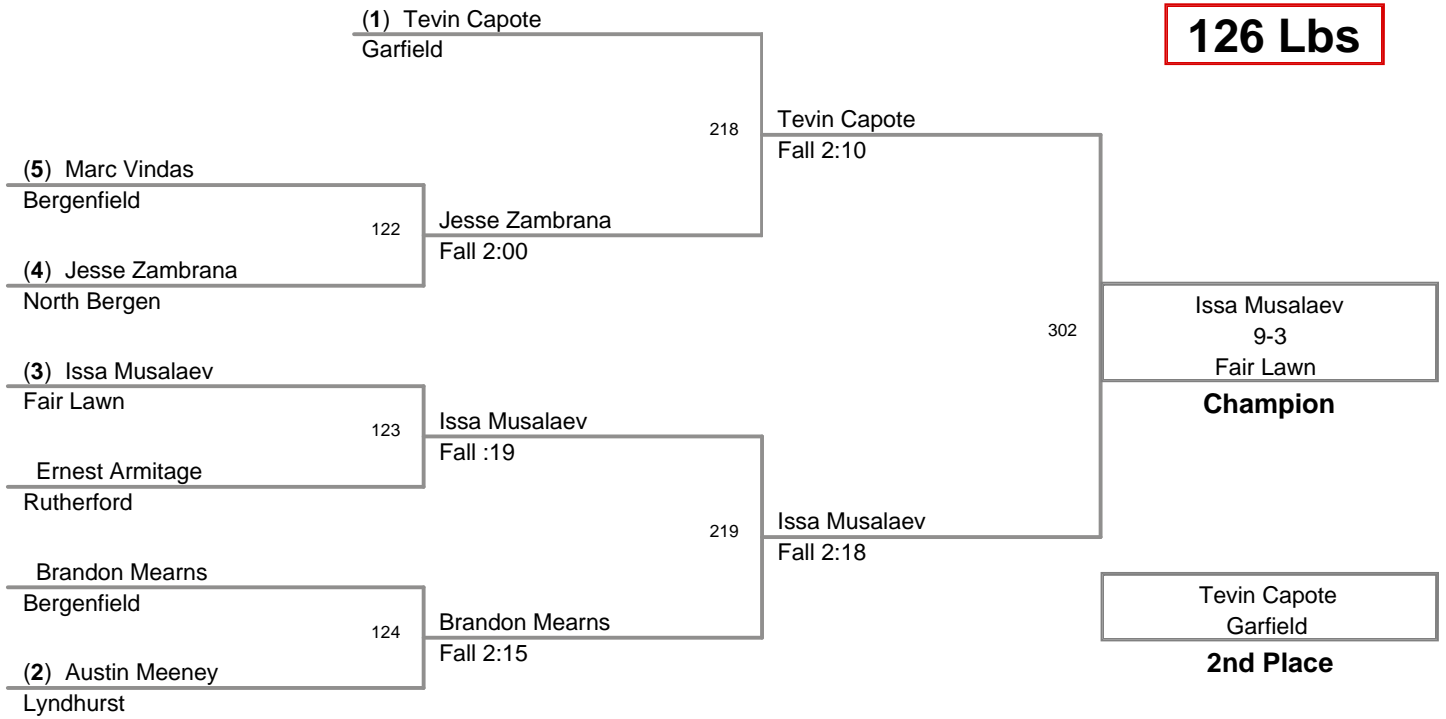 (1) Tevin Capote
Garfield
126 Lbs
218
Tevin Capote
Fall 2:10
(5) Marc Vindas
Bergenfield
122
Jesse Zambrana
Fall 2:00
(4) Jesse Zambrana
North Bergen
302
Issa Musalaev
9-3
Fair Lawn
Champion
(3) Issa Musalaev
Fair Lawn
123
Issa Musalaev
Fall :19
Ernest Armitage
Rutherford
219
Issa Musalaev
Fall 2:18
Brandon Mearns
Bergenfield
124
Brandon Mearns
Fall 2:15
(2) Austin Meeney
Lyndhurst
Tevin Capote
Garfield
2nd Place